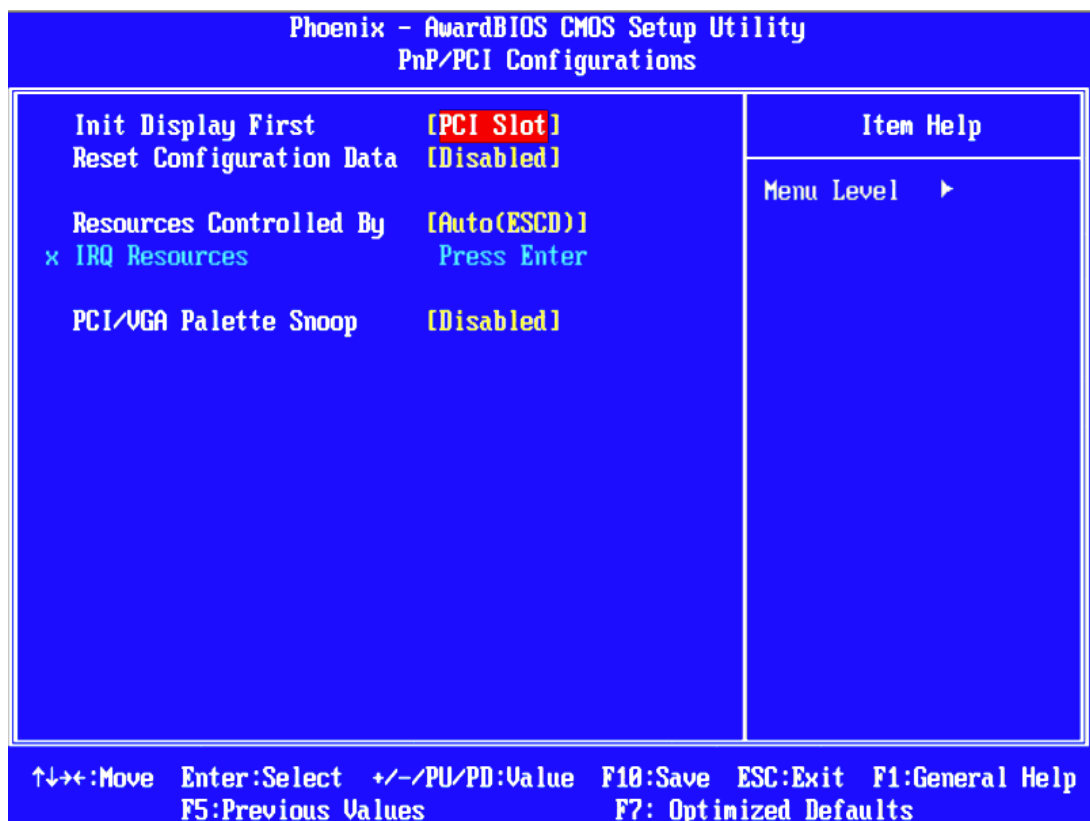 Phoenix - AwardBIOS CMOS Setup Utility
PnP/PCI Configurations
Init Display First [PCI Slot]
Reset Configuration Data [Disabled]
Resources Controlled By [Auto(ESCD)]
x IRQ Resources Press Enter
PCI/VGA Palette Snoop [Disabled]
Item Help
Menu Level ▶
↑↓→←:Move Enter:Select +/-/PU/PD:Value F10:Save ESC:Exit F1:General Help
F5:Previous Values F7: Optimized Defaults